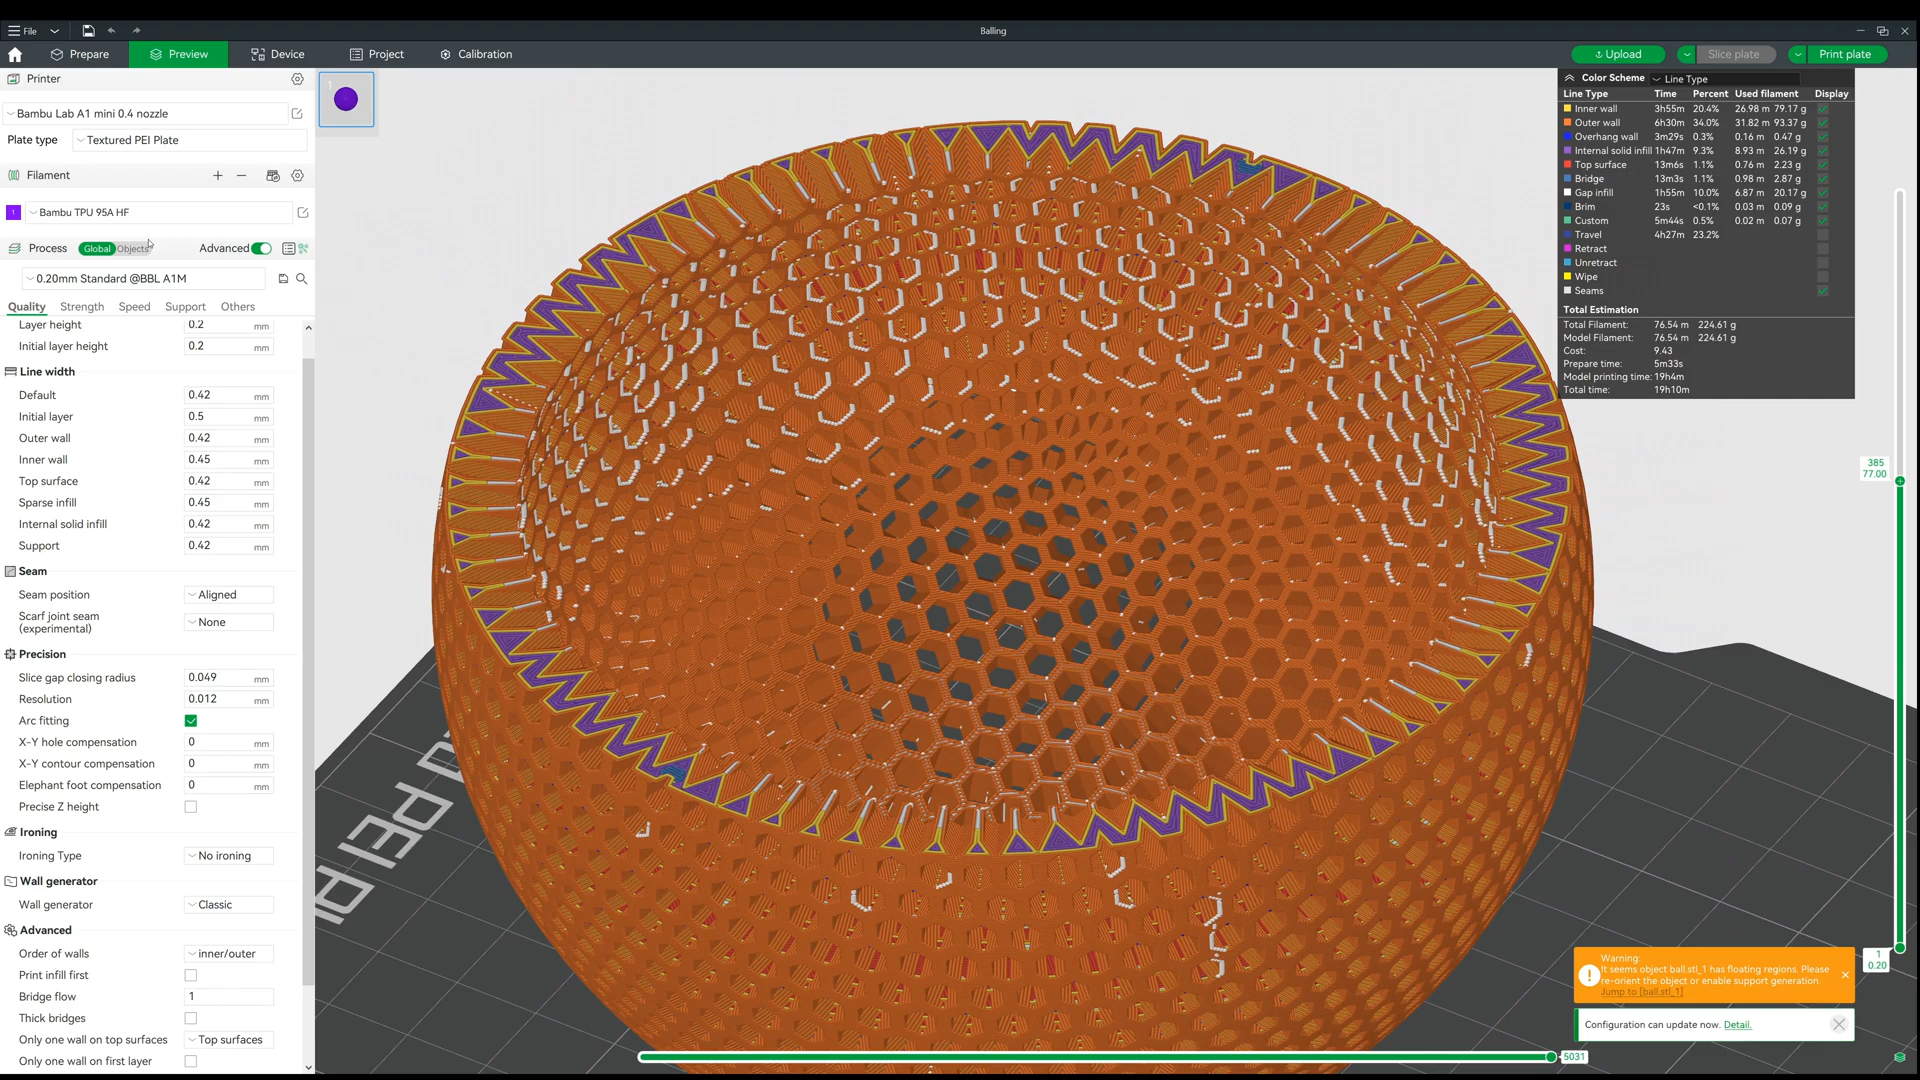 File
Balling
Prepare
Preview
Device
Project
Calibration
Upload
Slice plate
Print plate
Printer
Bambu Lab A1 mini 0.4 nozzle
Plate type
Textured PEI Plate
Filament
1
Bambu TPU 95A HF
Process
Global
Objects
Advanced
0.20mm Standard @BBL A1M
Quality
Strength
Speed
Support
Others
Layer height 0.2 mm
Initial layer height 0.2 mm
Line width
Default 0.42 mm
Initial layer 0.5 mm
Outer wall 0.42 mm
Inner wall 0.45 mm
Top surface 0.42 mm
Sparse infill 0.45 mm
Internal solid infill 0.42 mm
Support 0.42 mm
Seam
Seam position Aligned
Scarf joint seam
(experimental)
None
Precision
Slice gap closing radius 0.049 mm
Resolution 0.012 mm
Arc fitting
X-Y hole compensation 0 mm
X-Y contour compensation 0 mm
Elephant foot compensation 0 mm
Precise Z height
Ironing
Ironing Type No ironing
Wall generator
Wall generator Classic
Advanced
Order of walls inner/outer
Print infill first
Bridge flow 1
Thick bridges
Only one wall on top surfaces Top surfaces
Only one wall on first layer
1
Color Scheme Line Type
Line Type Time Percent Used filament Display
Inner wall 3h55m 20.4% 26.98 m 79.17 g
Outer wall 6h30m 34.0% 31.82 m 93.37 g
Overhang wall 3m29s 0.3% 0.16 m 0.47 g
Internal solid infill 1h47m 9.3% 8.93 m 26.19 g
Top surface 13m6s 1.1% 0.76 m 2.23 g
Bridge 13m3s 1.1% 0.98 m 2.87 g
Gap infill 1h55m 10.0% 6.87 m 20.17 g
Brim 23s <0.1% 0.03 m 0.09 g
Custom 5m44s 0.5% 0.02 m 0.07 g
Travel 4h27m 23.2%
Retract
Unretract
Wipe
Seams
Total Estimation
Total Filament: 76.54 m 224.61 g
Model Filament: 76.54 m 224.61 g
Cost: 9.43
Prepare time: 5m33s
Model printing time: 19h4m
Total time: 19h10m
385
77.00
1
0.20
Warning:
It seems object ball.stl_1 has floating regions. Please
re-orient the object or enable support generation.
Jump to [ball.stl_1]
Configuration can update now. Detail.
5031